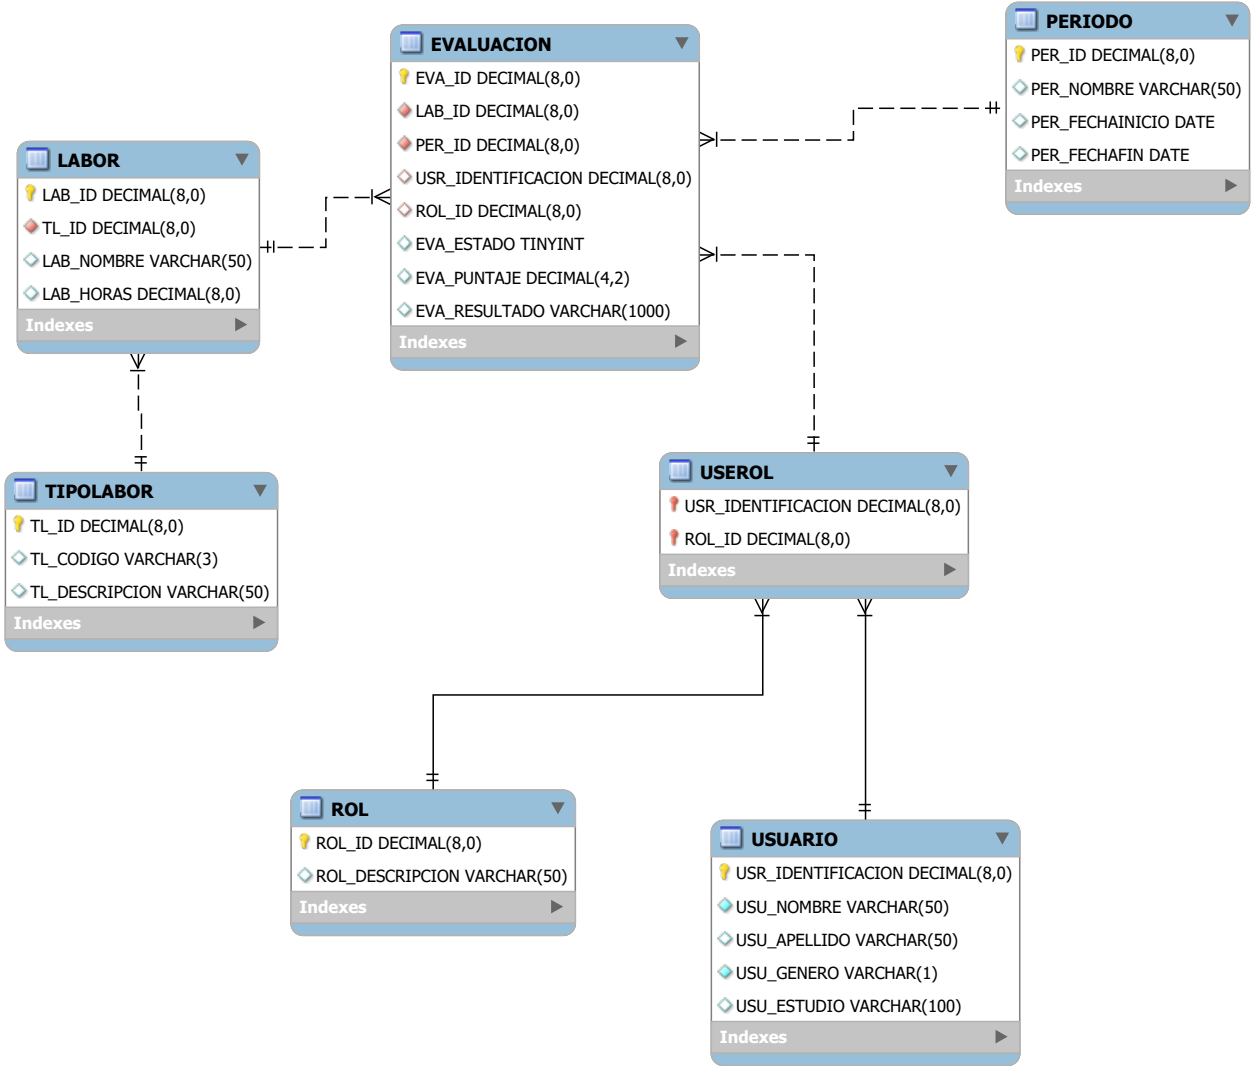 EVALUACION
EVA_ID DECIMAL(8,0)
LAB_ID DECIMAL(8,0)
PER_ID DECIMAL(8,0)
USR_IDENTIFICACION DECIMAL(8,0)
ROL_ID DECIMAL(8,0)
EVA_ESTADO TINYINT
EVA_PUNTAJE DECIMAL(4,2)
EVA_RESULTADO VARCHAR(1000)
Indexes
PERIODO
PER_ID DECIMAL(8,0)
PER_NOMBRE VARCHAR(50)
PER_FECHAINICIO DATE
PER_FECHAFIN DATE
Indexes
LABOR
LAB_ID DECIMAL(8,0)
TL_ID DECIMAL(8,0)
LAB_NOMBRE VARCHAR(50)
LAB_HORAS DECIMAL(8,0)
Indexes
TIPOLABOR
TL_ID DECIMAL(8,0)
TL_CODIGO VARCHAR(3)
TL_DESCRIPCION VARCHAR(50)
Indexes
USEROL
USR_IDENTIFICACION DECIMAL(8,0)
ROL_ID DECIMAL(8,0)
Indexes
ROL
ROL_ID DECIMAL(8,0)
ROL_DESCRIPCION VARCHAR(50)
Indexes
USUARIO
USR_IDENTIFICACION DECIMAL(8,0)
USU_NOMBRE VARCHAR(50)
USU_APELLIDO VARCHAR(50)
USU_GENERO VARCHAR(1)
USU_ESTUDIO VARCHAR(100)
Indexes